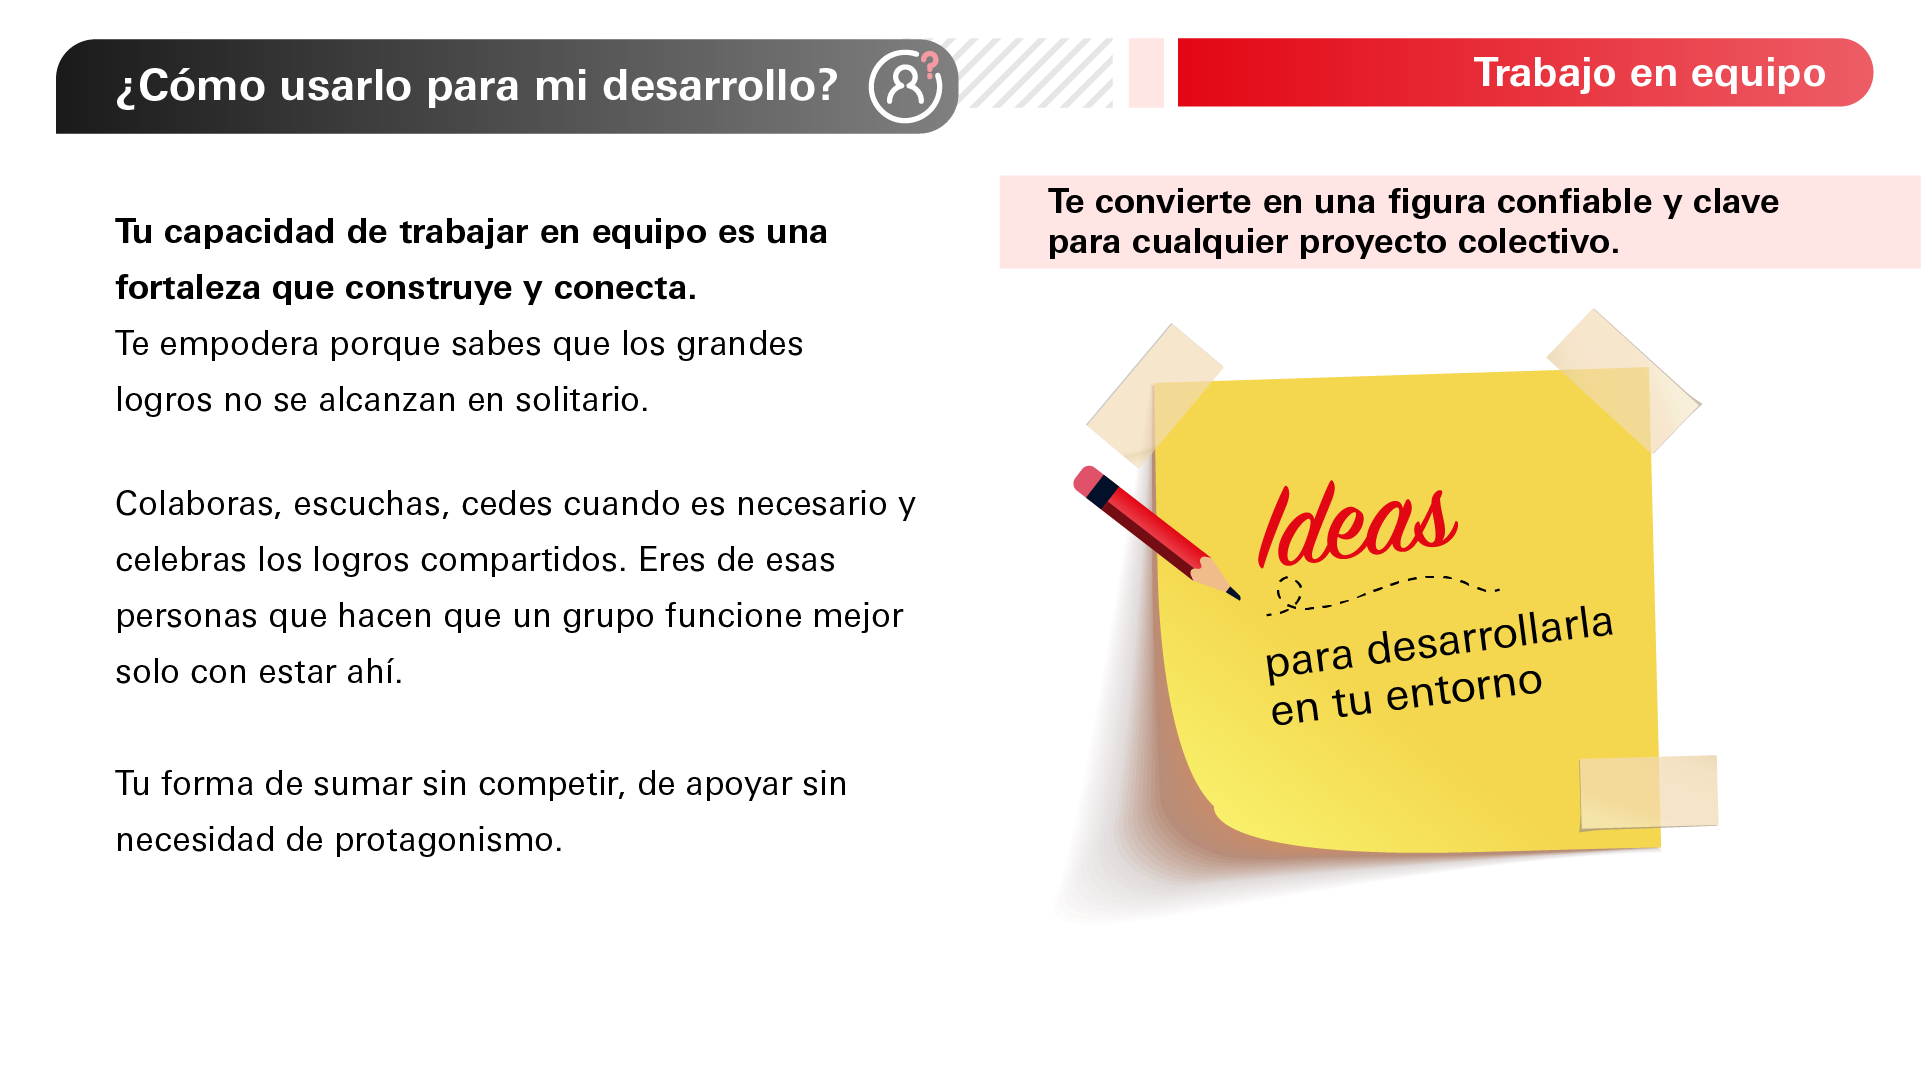 ¿Cómo usarlo para mi desarrollo?
Trabajo en equipo
Tu capacidad de trabajar en equipo es una
fortaleza que construye y conecta.
Te empodera porque sabes que los grandes
logros no se alcanzan en solitario.
Colaboras, escuchas, cedes cuando es necesario y
celebras los logros compartidos. Eres de esas
personas que hacen que un grupo funcione mejor
solo con estar ahí.
Tu forma de sumar sin competir, de apoyar sin
necesidad de protagonismo.
Te convierte en una figura confiable y clave
para cualquier proyecto colectivo.
Ideas
para desarrollarla
en tu entorno